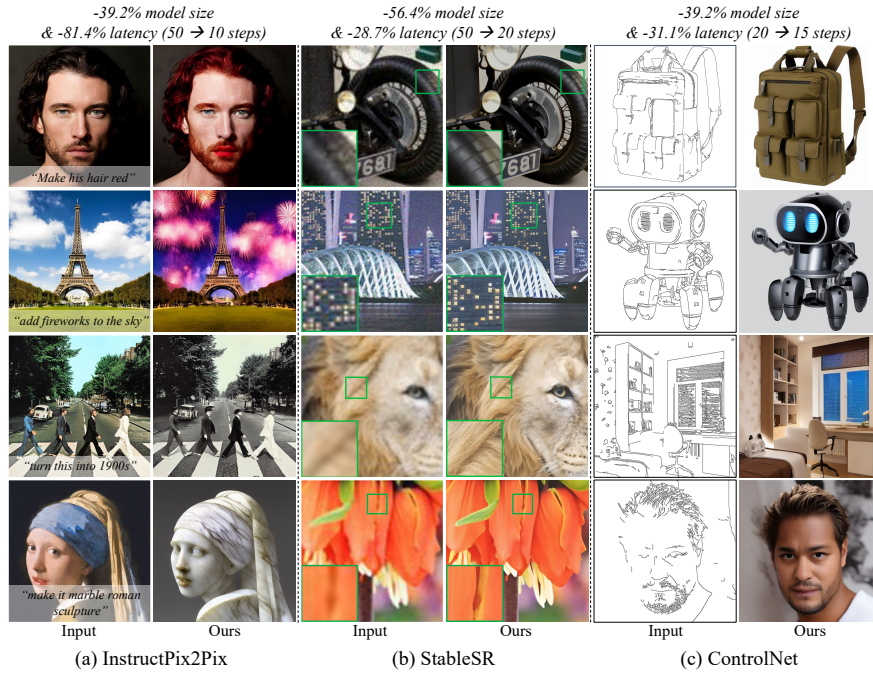 -39.2% model size
& -81.4% latency (50 → 10 steps)
-56.4% model size
& -28.7% latency (50 → 20 steps)
-39.2% model size
& -31.1% latency (20 → 15 steps)
"Make his hair red"
7681
7681
"add fireworks to the sky"
"turn this into 1900s"
"make it marble roman
sculpture"
Input
Ours
Input
Ours
Input
Ours
(a) InstructPix2Pix
(b) StableSR
(c) ControlNet